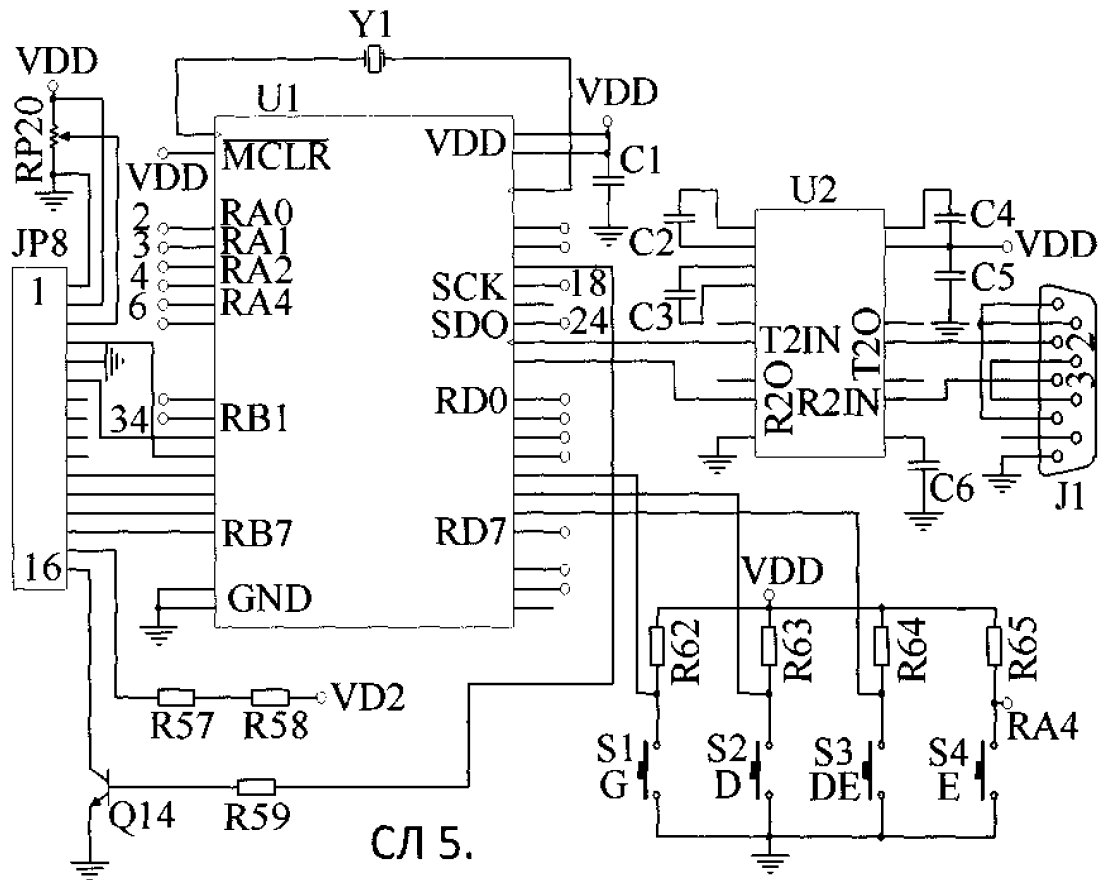 Y1
VDD
U1
VDD
RP20
MCLR
VDD
C1
VDD
U2
2 RA0
3 RA1
4 RA2
6 RA4
JP8
1
SCK 18
SDO 24
C2
C3
C4
VDD
C5
T2IN
T2O
R2O
R2IN
2
3
34 RB1
RD0
C6
J1
RB7
RD7
16
GND
VDD
R62
R63
R64
R65
R57
R58
VD2
RA4
S1
G
S2
D
S3
DE
S4
E
Q14
R59
СЛ 5.